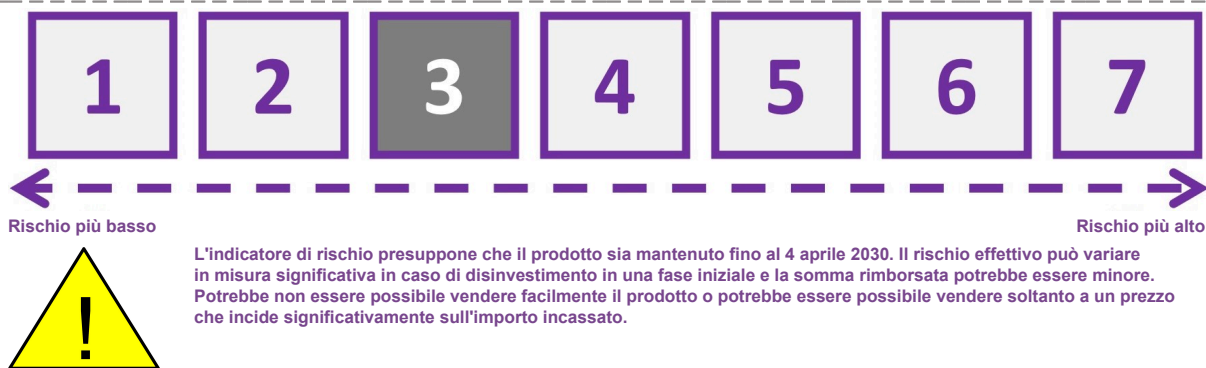 1 2 3 4 5 6 7
Rischio più basso Rischio più alto
L'indicatore di rischio presuppone che il prodotto sia mantenuto fino al 4 aprile 2030. Il rischio effettivo può variare
in misura significativa in caso di disinvestimento in una fase iniziale e la somma rimborsata potrebbe essere minore.
Potrebbe non essere possibile vendere facilmente il prodotto o potrebbe essere possibile vendere soltanto a un prezzo
che incide significativamente sull'importo incassato.
!